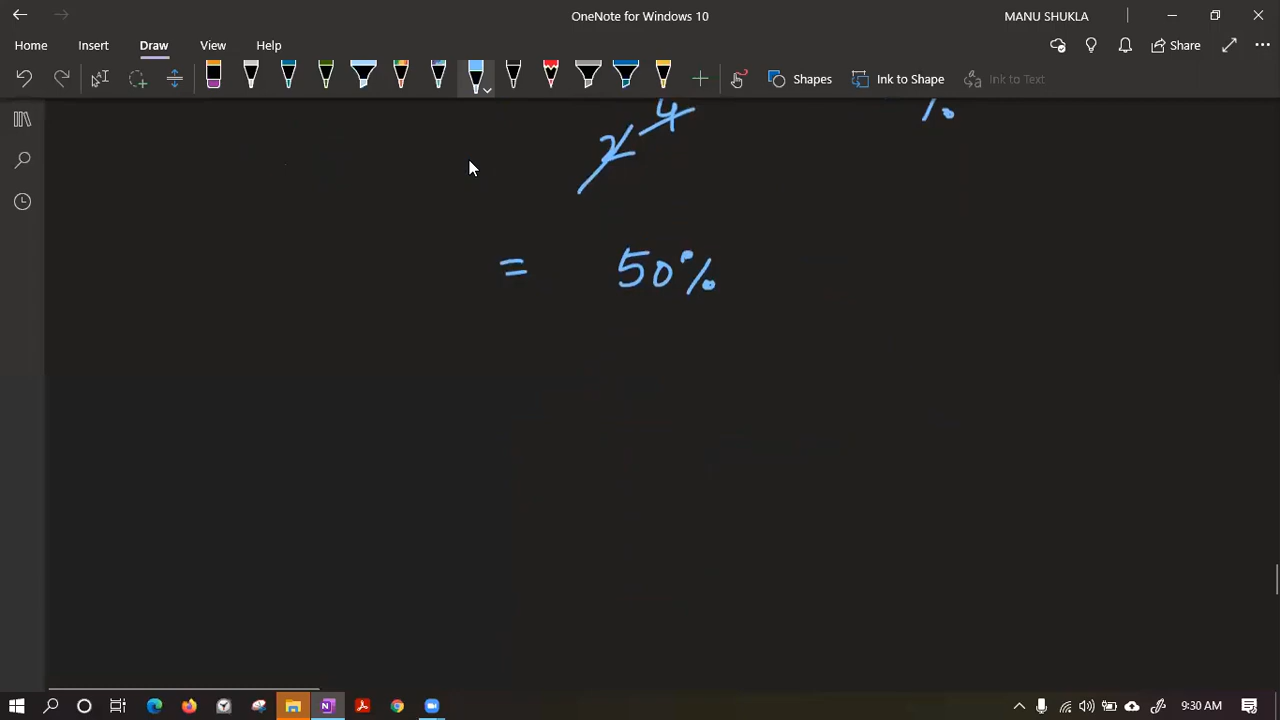 OneNote for Windows 10
MANU SHUKLA
Home Insert Draw View Help
Share
Shapes Ink to Shape Ink to Text
4
2
%
= 50%
9:30 AM